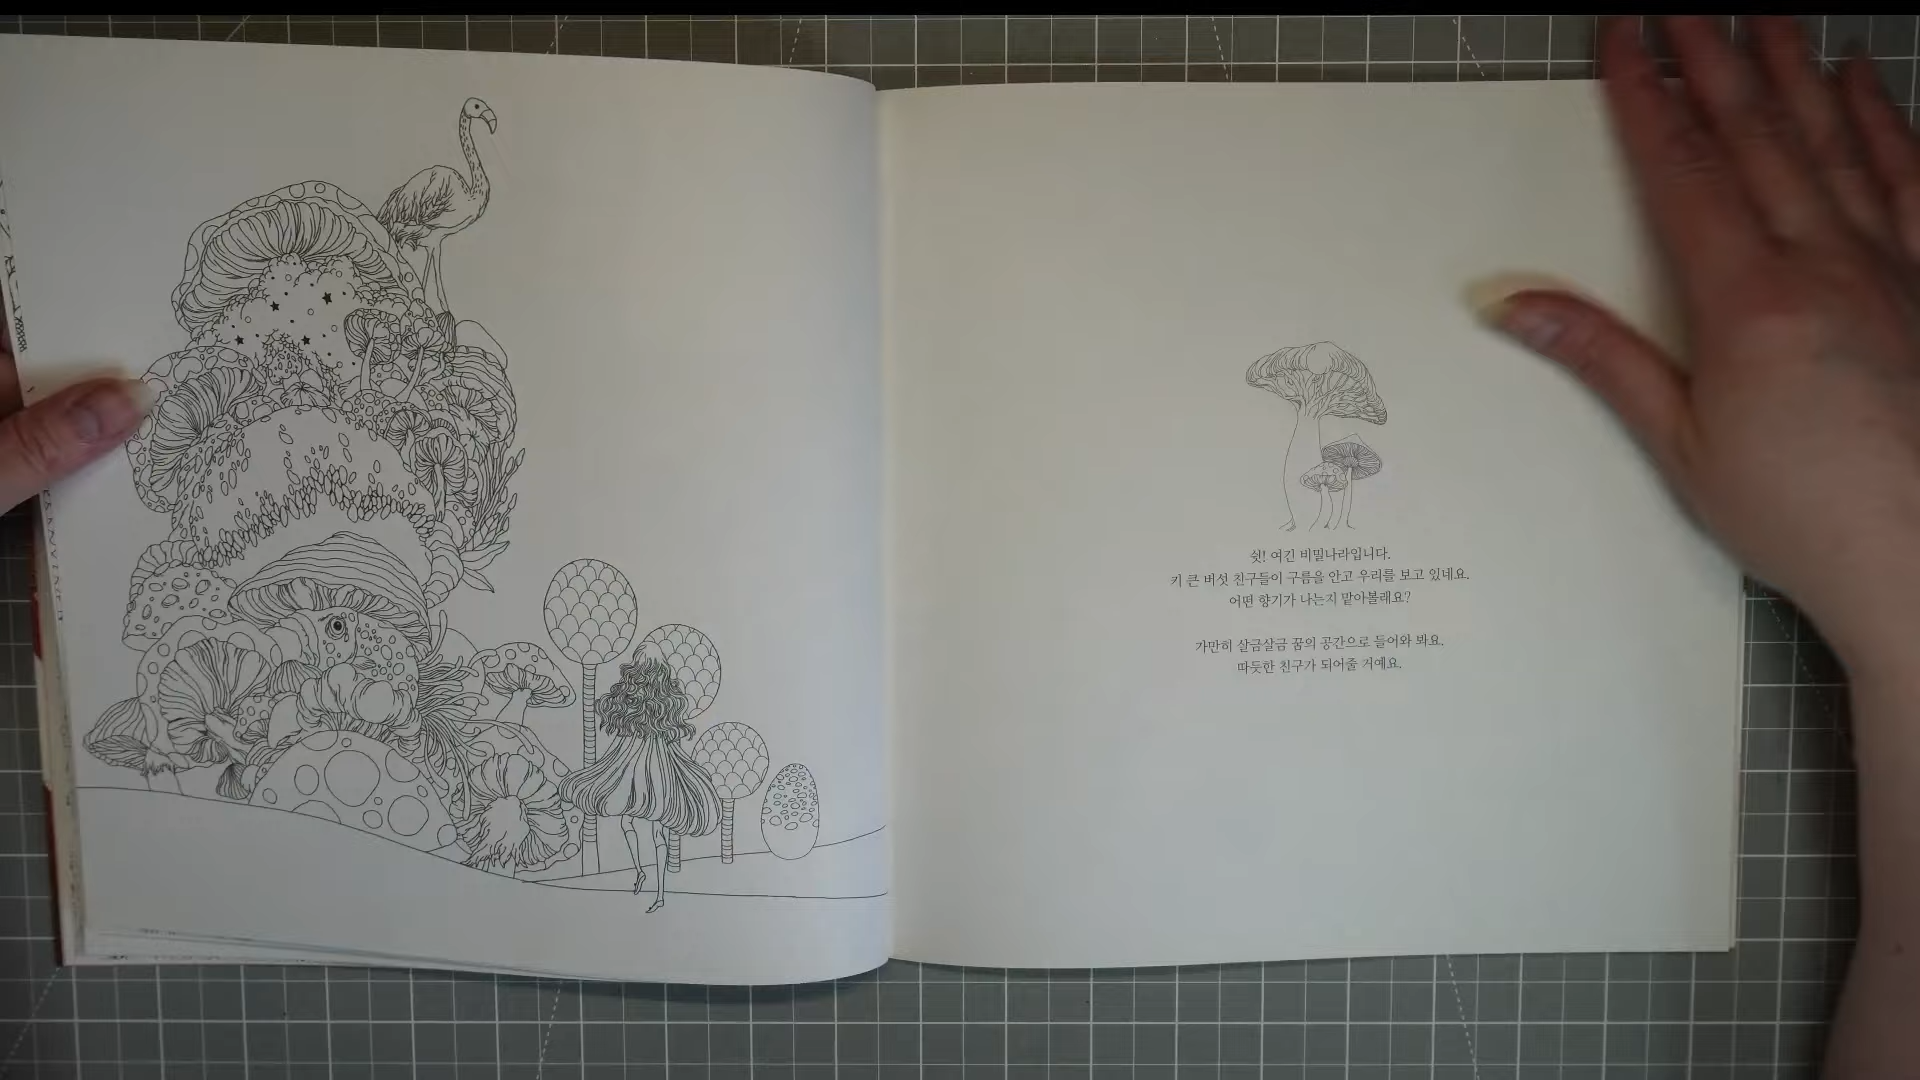 쉿! 여긴 비밀나라입니다.
키 큰 버섯 친구들이 구름을 안고 우리를 보고 있네요.
어떤 향기가 나는지 맡아볼래요?
가만히 살금살금 꿈의 공간으로 들어와 봐요.
따듯한 친구가 되어줄 거예요.